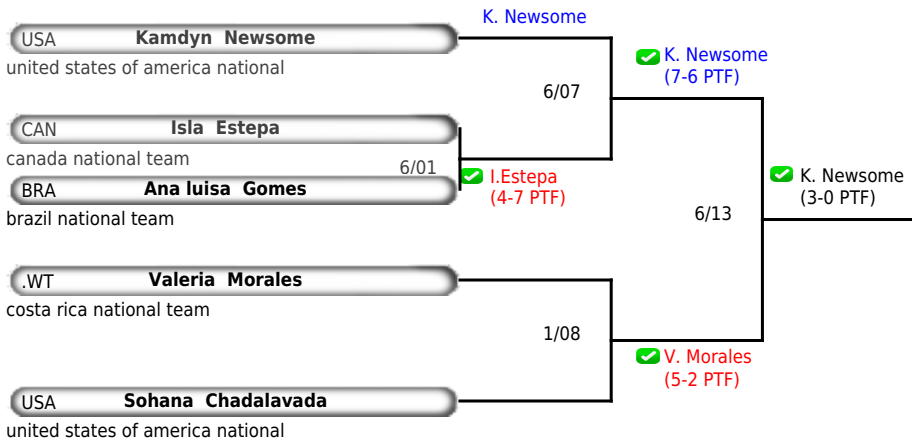 K. Newsome
USA Kamdyn Newsome
united states of america national
K. Newsome
(7-6 PTF)
6/07
CAN Isla Estepa
canada national team
6/01
BRA Ana luisa Gomes
brazil national team
I.Estepa
(4-7 PTF)
K. Newsome
(3-0 PTF)
6/13
.WT Valeria Morales
costa rica national team
1/08
V. Morales
(5-2 PTF)
USA Sohana Chadalavada
united states of america national